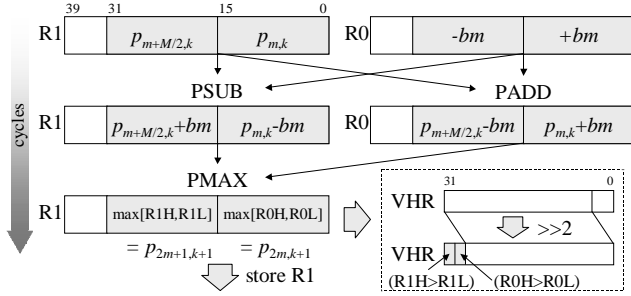 39 31 15 0
R1 p_{m+M/2,k} p_{m,k} R0 -bm +bm
PSUB PADD
cycles
R1 p_{m+M/2,k}+bm p_{m,k}-bm R0 p_{m+M/2,k}-bm p_{m,k}+bm
PMAX
31 0
VHR
R1 max[R1H,R1L] max[R0H,R0L]
>>2
= p_{2m+1,k+1} = p_{2m,k+1}
VHR
store R1
(R1H>R1L) (R0H>R0L)